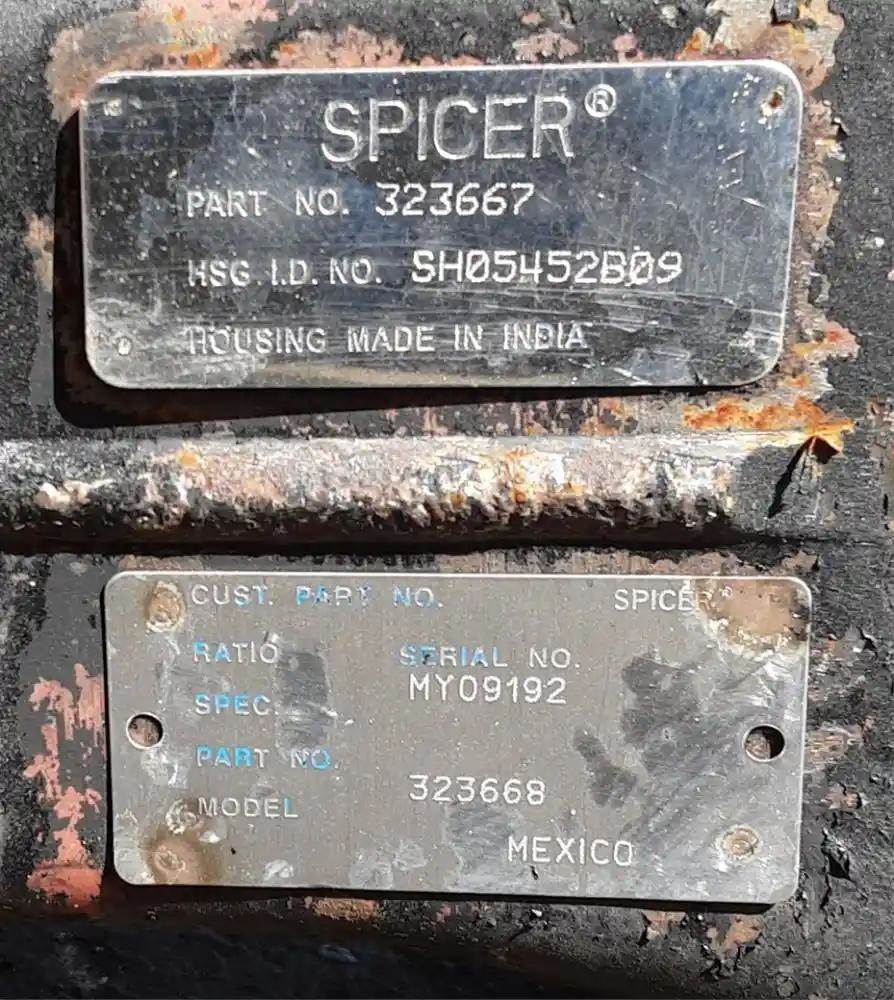 SPICER®
PART NO. 323667
HSG. I.D. NO. SH05452B09
HOUSING MADE IN INDIA
CUST. PART NO. SPICER®
RATIO SERIAL NO.
SPEC. MY09192
PART NO.
MODEL 323668
MEXICO